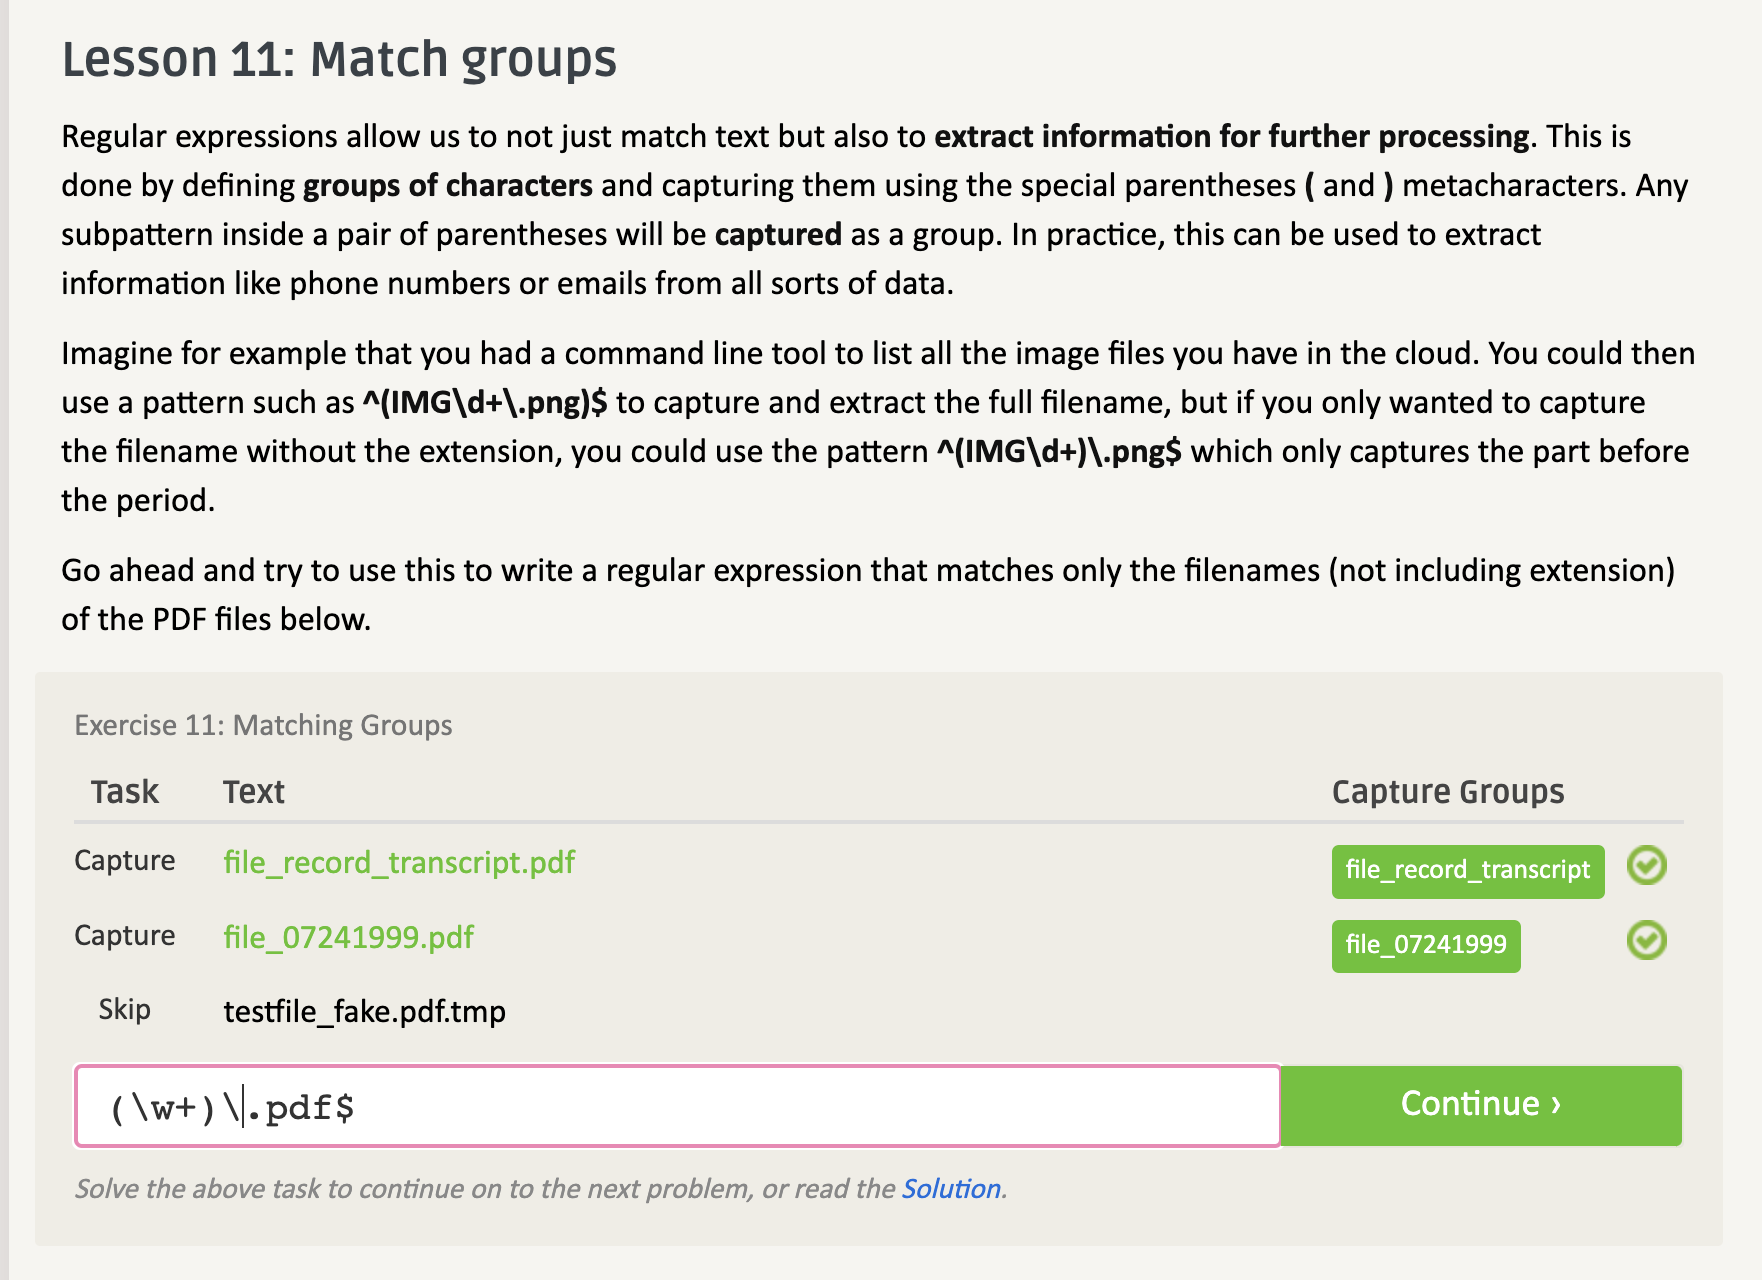 Lesson 11: Match groups
Regular expressions allow us to not just match text but also to extract information for further processing. This is
done by defining groups of characters and capturing them using the special parentheses ( and ) metacharacters. Any
subpattern inside a pair of parentheses will be captured as a group. In practice, this can be used to extract
information like phone numbers or emails from all sorts of data.
Imagine for example that you had a command line tool to list all the image files you have in the cloud. You could then
use a pattern such as ^(IMG\d+\.png)$ to capture and extract the full filename, but if you only wanted to capture
the filename without the extension, you could use the pattern ^(IMG\d+)\.png$ which only captures the part before
the period.
Go ahead and try to use this to write a regular expression that matches only the filenames (not including extension)
of the PDF files below.
Exercise 11: Matching Groups
Task Text Capture Groups
Capture file_record_transcript.pdf file_record_transcript
Capture file_07241999.pdf file_07241999
Skip testfile_fake.pdf.tmp
(\w+)\.pdf$ Continue ›
Solve the above task to continue on to the next problem, or read the Solution.